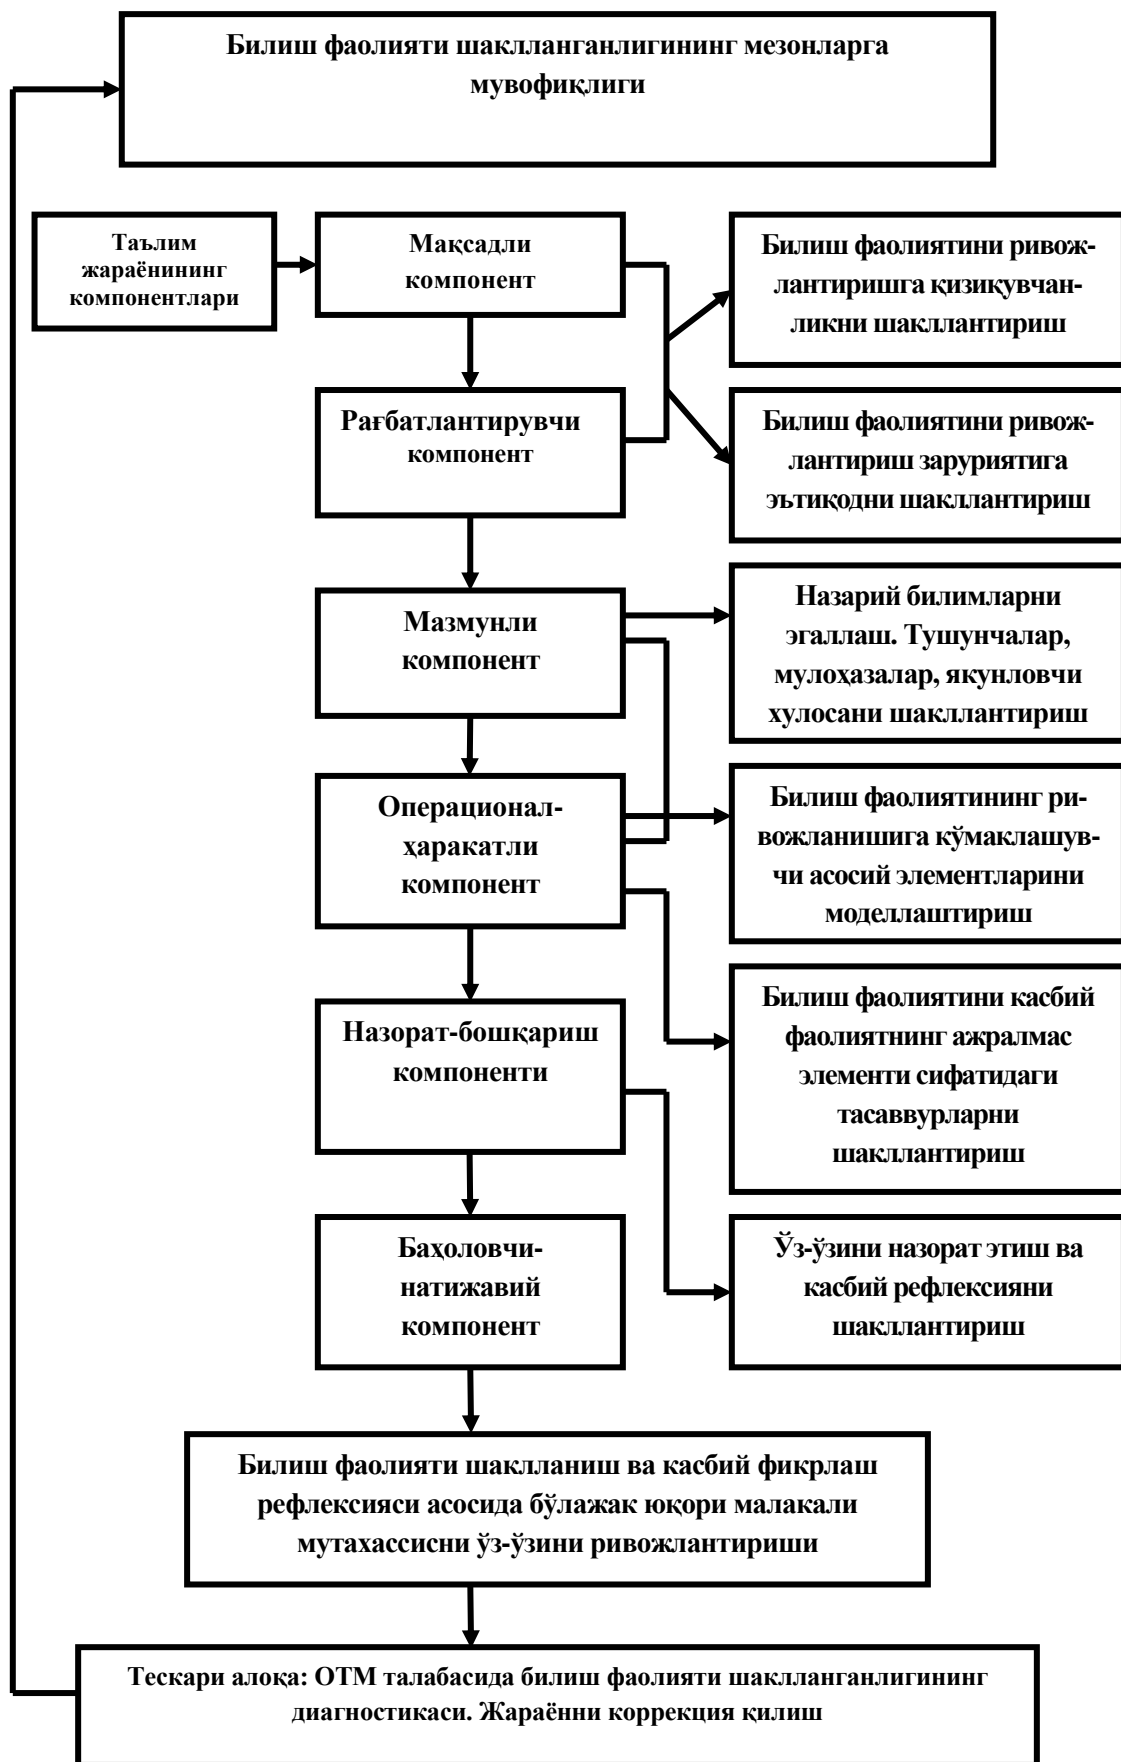 Билиш фаолияти шаклланганлигининг мезонларга
мувофиқлиги
Таълим
жараёнининг
компонентлари
Мақсадли
компонент
Билиш фаолиятини ривож-
лантиришга қизиқувчан-
ликни шакллантириш
Рағбатлантирувчи
компонент
Билиш фаолиятини ривож-
лантириш заруриятига
эътиқодни шакллантириш
Мазмунли
компонент
Назарий билимларни
эгаллаш. Тушунчалар,
мулоҳазалар, якунловчи
хулосани шакллантириш
Операционал-
ҳаракатли
компонент
Билиш фаолиятининг ри-
вожланишига кўмаклашув-
чи асосий элементларини
моделлаштириш
Назорат-бошқариш
компоненти
Билиш фаолиятини касбий
фаолиятнинг ажралмас
элементи сифатидаги
тасаввурларни
шакллантириш
Баҳоловчи-
натижавий
компонент
Ўз-ўзини назорат этиш ва
касбий рефлексияни
шакллантириш
Билиш фаолияти шаклланиш ва касбий фикрлаш
рефлексияси асосида бўлажак юқори малакали
мутахассисни ўз-ўзини ривожлантириши
Тескари алоқа: ОТМ талабасида билиш фаолияти шаклланганлигининг
диагностикаси. Жараённи коррекция қилиш